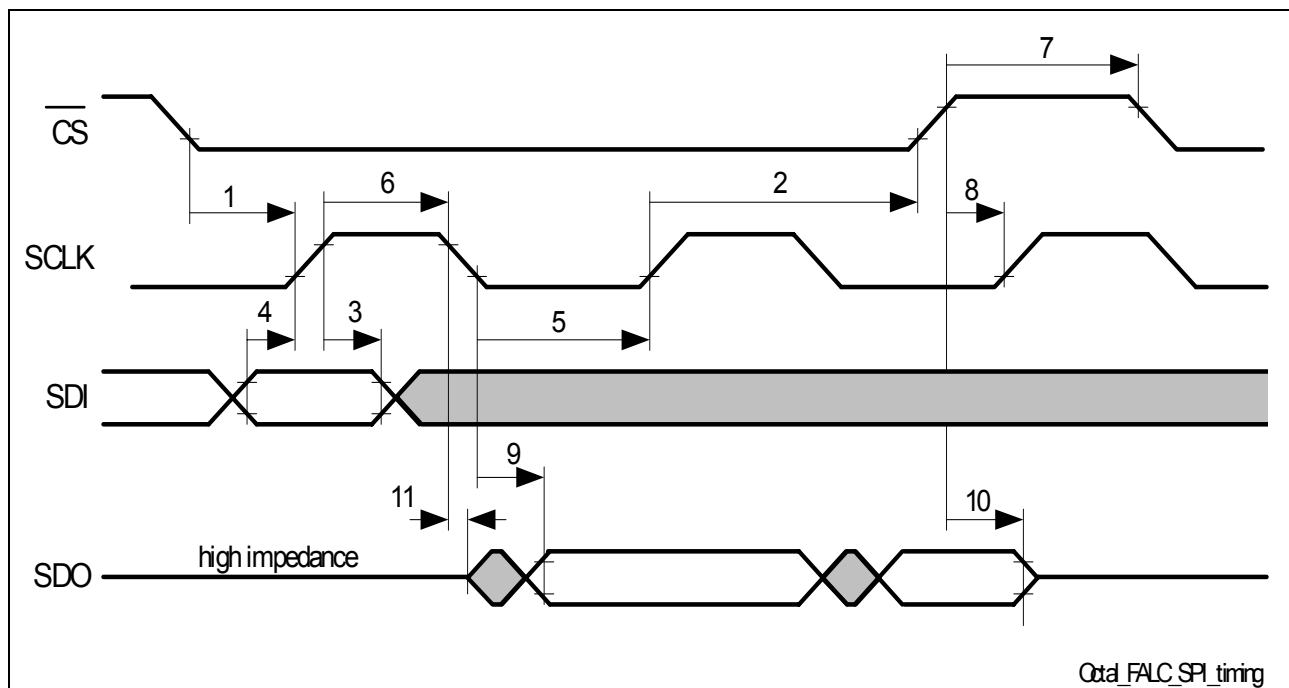 7
CS
1
6
2
8
SCLK
4
3
5
SDI
9
11
10
high impedance
SDO
Octal_FALC_SPI_timing